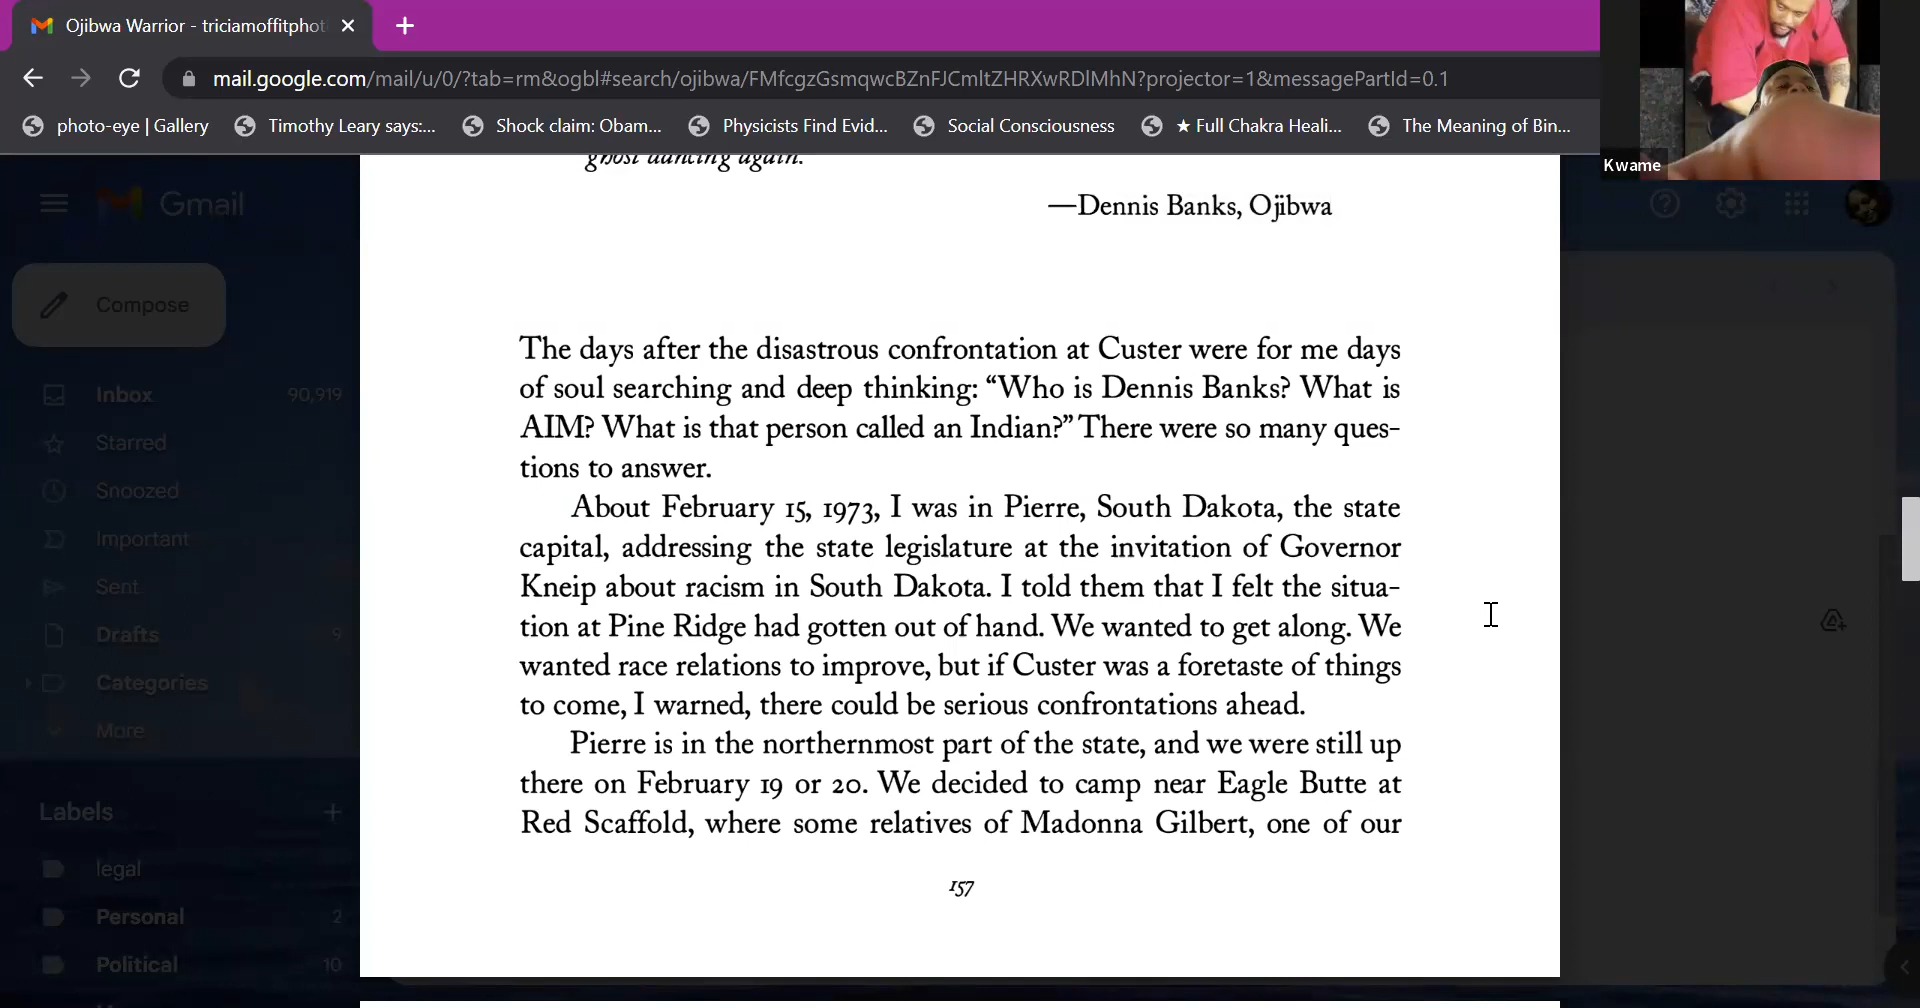 Ojibwa Warrior - triciamoffitphot
mail.google.com/mail/u/0/?tab=rm&ogbl#search/ojibwa/FMfcgzGsmqwcBZnFJCmltZHRXwRDlMhN?projector=1&messagePartId=0.1
photo-eye | Gallery
Timothy Leary says:...
Shock claim: Obam...
Physicists Find Evid...
Social Consciousness
★ Full Chakra Heali...
The Meaning of Bin...
Kwame
Gmail
Compose
Inbox 90,919
Starred
Snoozed
Important
Sent
Drafts 9
Categories
More
Labels +
legal
Personal 2
Political 10
ghost dancing again.
—Dennis Banks, Ojibwa
The days after the disastrous confrontation at Custer were for me days
of soul searching and deep thinking: “Who is Dennis Banks? What is
AIM? What is that person called an Indian?” There were so many ques-
tions to answer.
About February 15, 1973, I was in Pierre, South Dakota, the state
capital, addressing the state legislature at the invitation of Governor
Kneip about racism in South Dakota. I told them that I felt the situa-
tion at Pine Ridge had gotten out of hand. We wanted to get along. We
wanted race relations to improve, but if Custer was a foretaste of things
to come, I warned, there could be serious confrontations ahead.
Pierre is in the northernmost part of the state, and we were still up
there on February 19 or 20. We decided to camp near Eagle Butte at
Red Scaffold, where some relatives of Madonna Gilbert, one of our
157